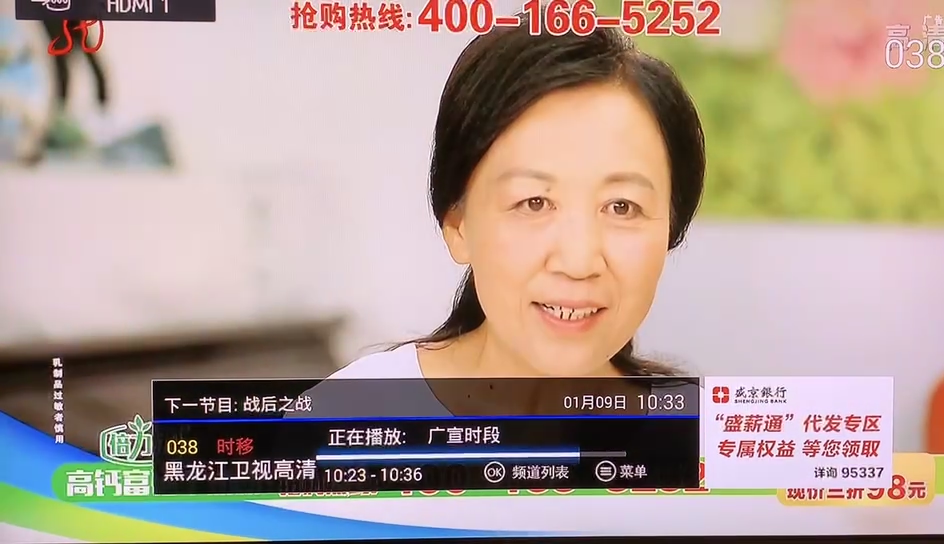 HDMI 1
抢购热线:400-166-5252
广告
高清
038
乳制品过敏者慎用
倍力
高钙富
下一节目: 战后之战
01月09日 10:33
038 时移
正在播放: 广宣时段
黑龙江卫视高清
10:23 - 10:36
OK 频道列表
菜单
盛京銀行
SHENGJING BANK
“盛薪通”代发专区
专属权益 等您领取
详询 95337
现价三折98元